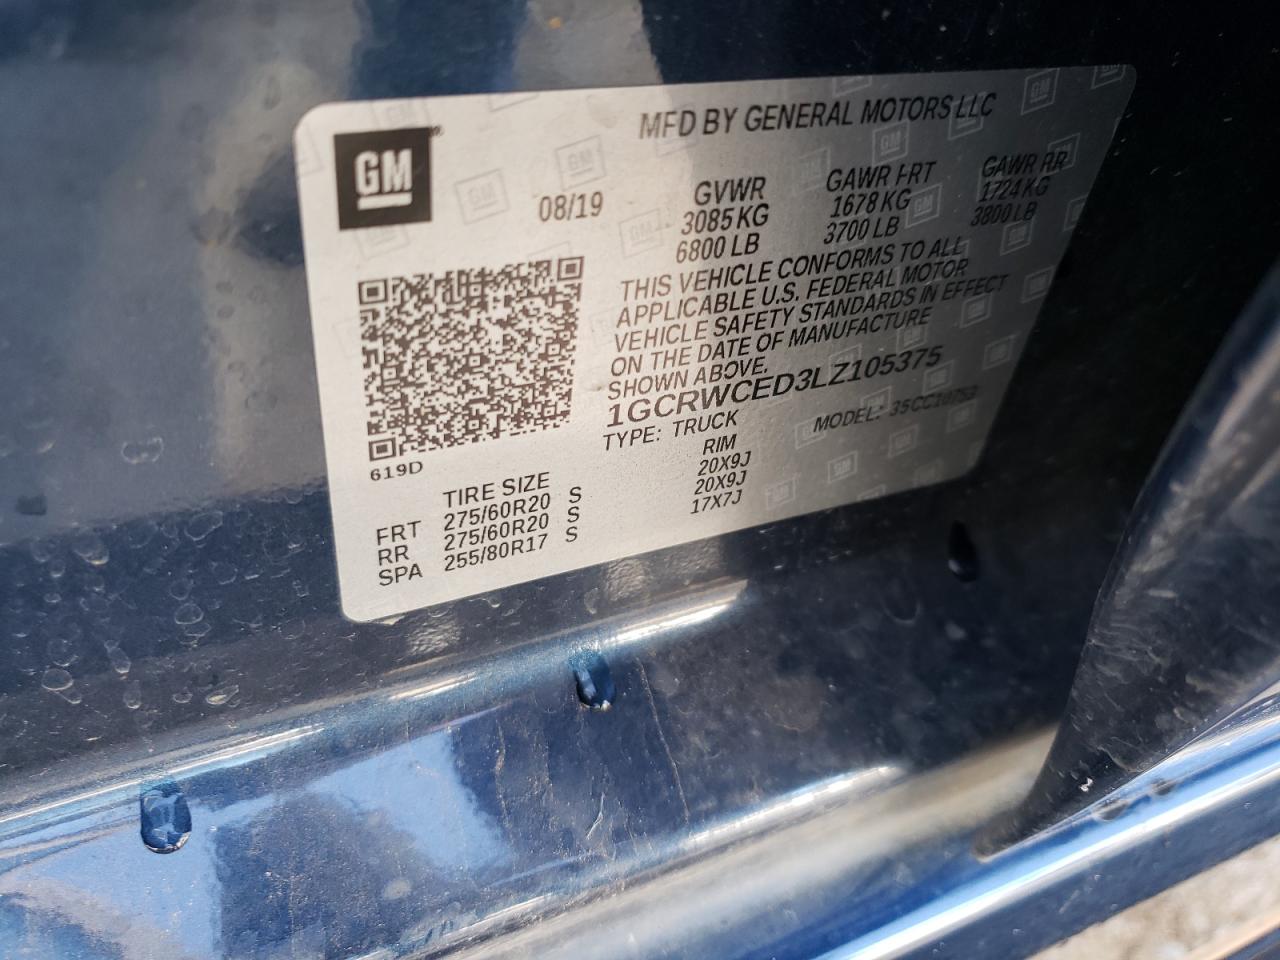 GM
MFD BY GENERAL MOTORS LLC
08/19
GVWR
3085 KG
6800 LB
GAWR FRT
1678 KG
3700 LB
GAWR RR
1724 KG
3800 LB
THIS VEHICLE CONFORMS TO ALL
APPLICABLE U.S. FEDERAL MOTOR
VEHICLE SAFETY STANDARDS IN EFFECT
ON THE DATE OF MANUFACTURE
SHOWN ABOVE.
1GCRWCED3LZ105375
TYPE: TRUCK
MODEL: 35CC10753
619D
TIRE SIZE RIM
FRT 275/60R20 S 20X9J
RR 275/60R20 S 20X9J
SPA 255/80R17 S 17X7J